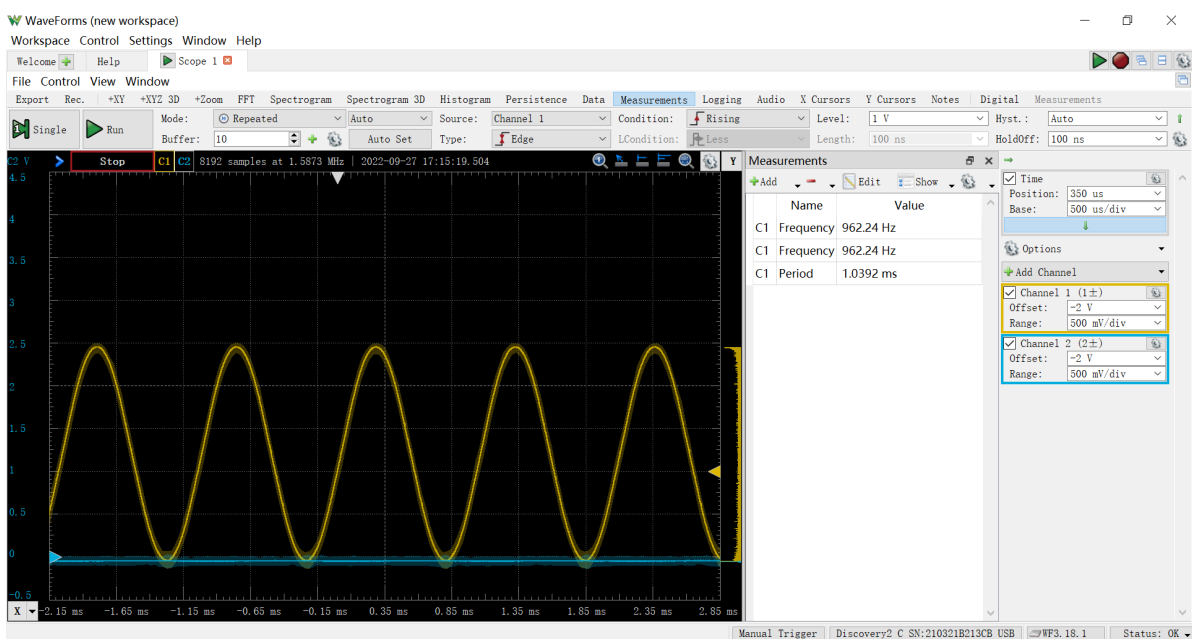 WaveForms (new workspace)
Workspace Control Settings Window Help
Welcome Help Scope 1
File Control View Window
Export Rec. +XY +XYZ 3D +Zoom FFT Spectrogram Spectrogram 3D Histogram Persistence Data Measurements Logging Audio X Cursors Y Cursors Notes Digital Measurements
Single Run Mode: Repeated Auto Source: Channel 1 Condition: Rising Level: 1 V Hyst.: Auto
Buffer: 10 Auto Set Type: Edge LCondition: Less Length: 100 ns HoldOff: 100 ns
C2 V Stop C1 C2 8192 samples at 1.5873 MHz | 2022-09-27 17:15:19.504 Y
4.5
4
3.5
3
2.5
2
1.5
1
0.5
0
-0.5
X -2.15 ms -1.65 ms -1.15 ms -0.65 ms -0.15 ms 0.35 ms 0.85 ms 1.35 ms 1.85 ms 2.35 ms 2.85 ms
Measurements
Add Edit Show
Name Value
C1 Frequency 962.24 Hz
C1 Frequency 962.24 Hz
C1 Period 1.0392 ms
Time
Position: 350 us
Base: 500 us/div
Options
Add Channel
Channel 1 (1±)
Offset: -2 V
Range: 500 mV/div
Channel 2 (2±)
Offset: -2 V
Range: 500 mV/div
Manual Trigger Discovery2 C SN:210321B213CB USB WF3.18.1 Status: OK